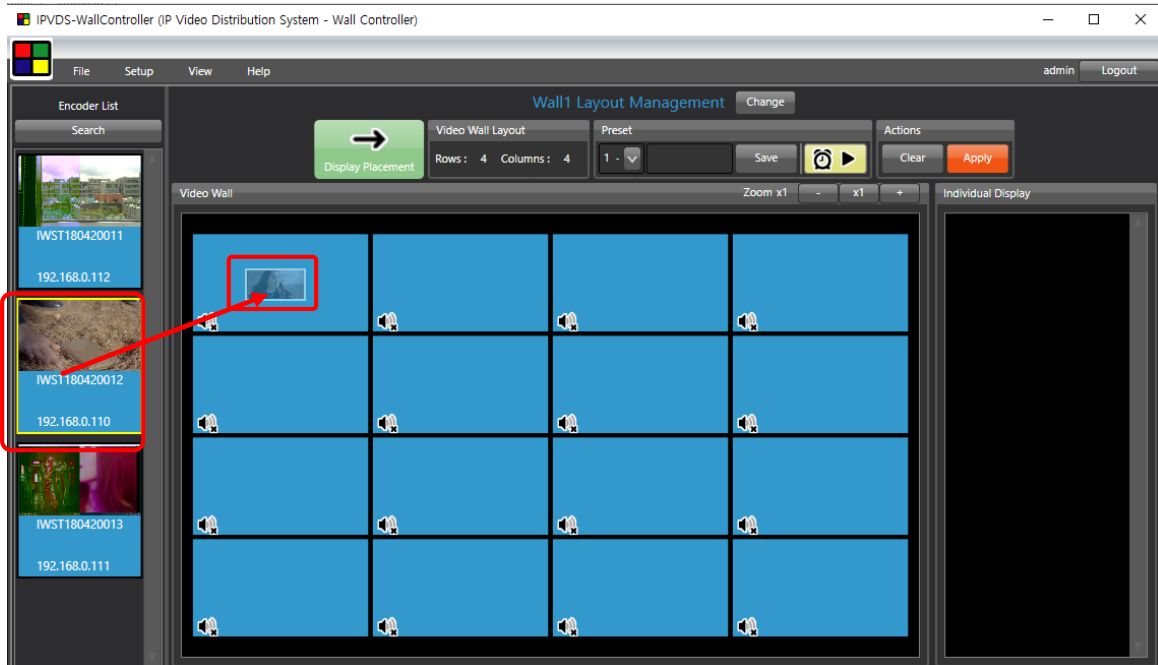 IPVDS-WallController (IP Video Distribution System - Wall Controller)
File Setup View Help
admin Logout
Encoder List
Search
Wall1 Layout Management Change
Display Placement
Video Wall Layout
Rows : 4 Columns : 4
Preset
1 - Save
Actions
Clear Apply
IWST180420011
192.168.0.112
IWST180420012
192.168.0.110
IWST180420013
192.168.0.111
Video Wall
Zoom x1 - x1 +
Individual Display